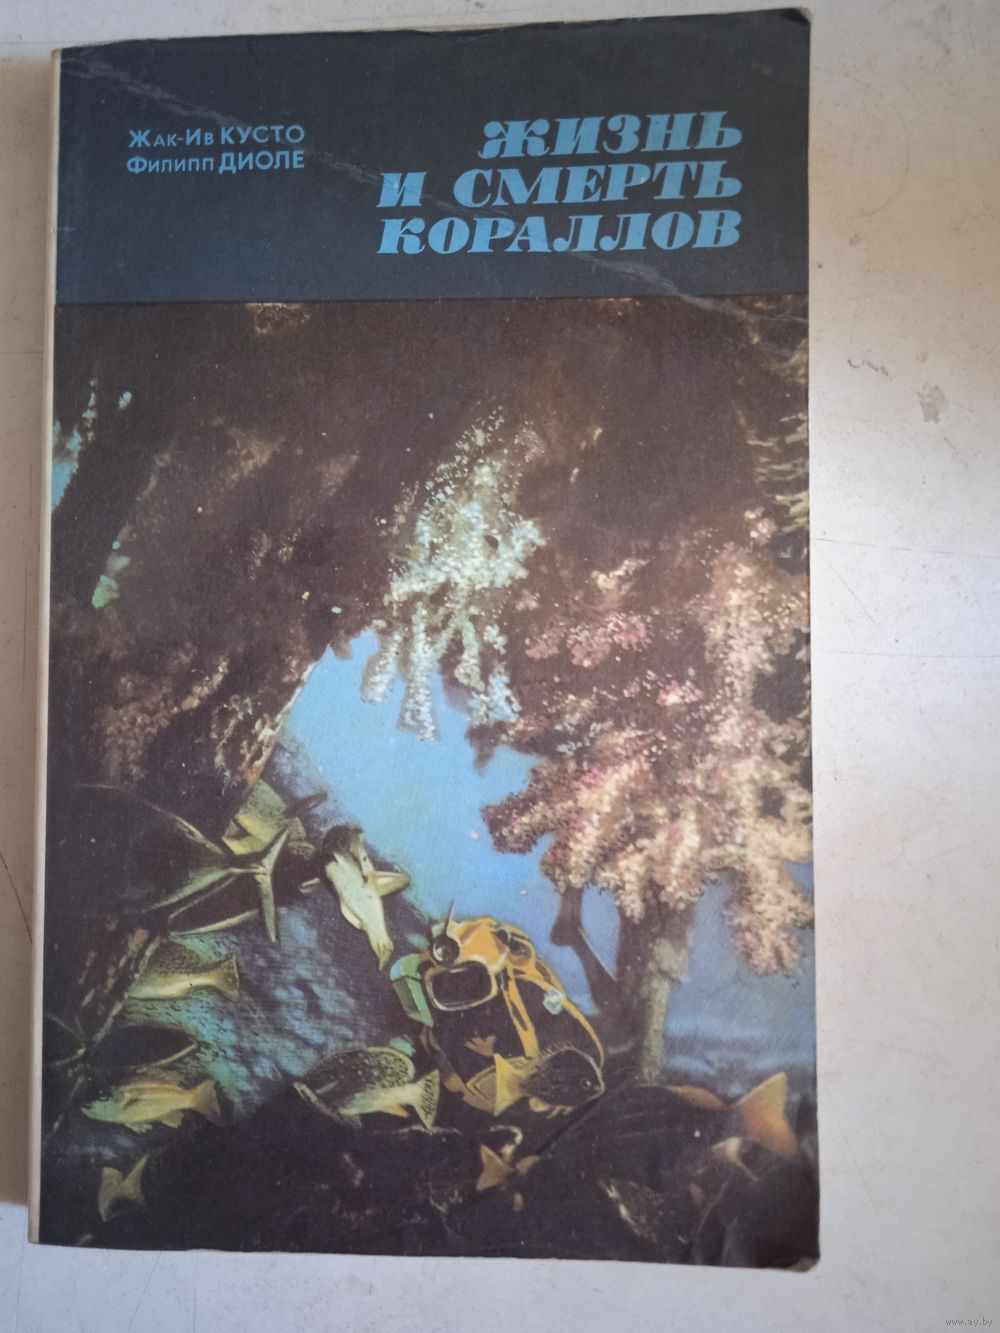 Жак-Ив КУСТО
Филипп ДИОЛЕ
ЖИЗНЬ
И СМЕРТЬ
КОРАЛЛОВ
www.ay.by